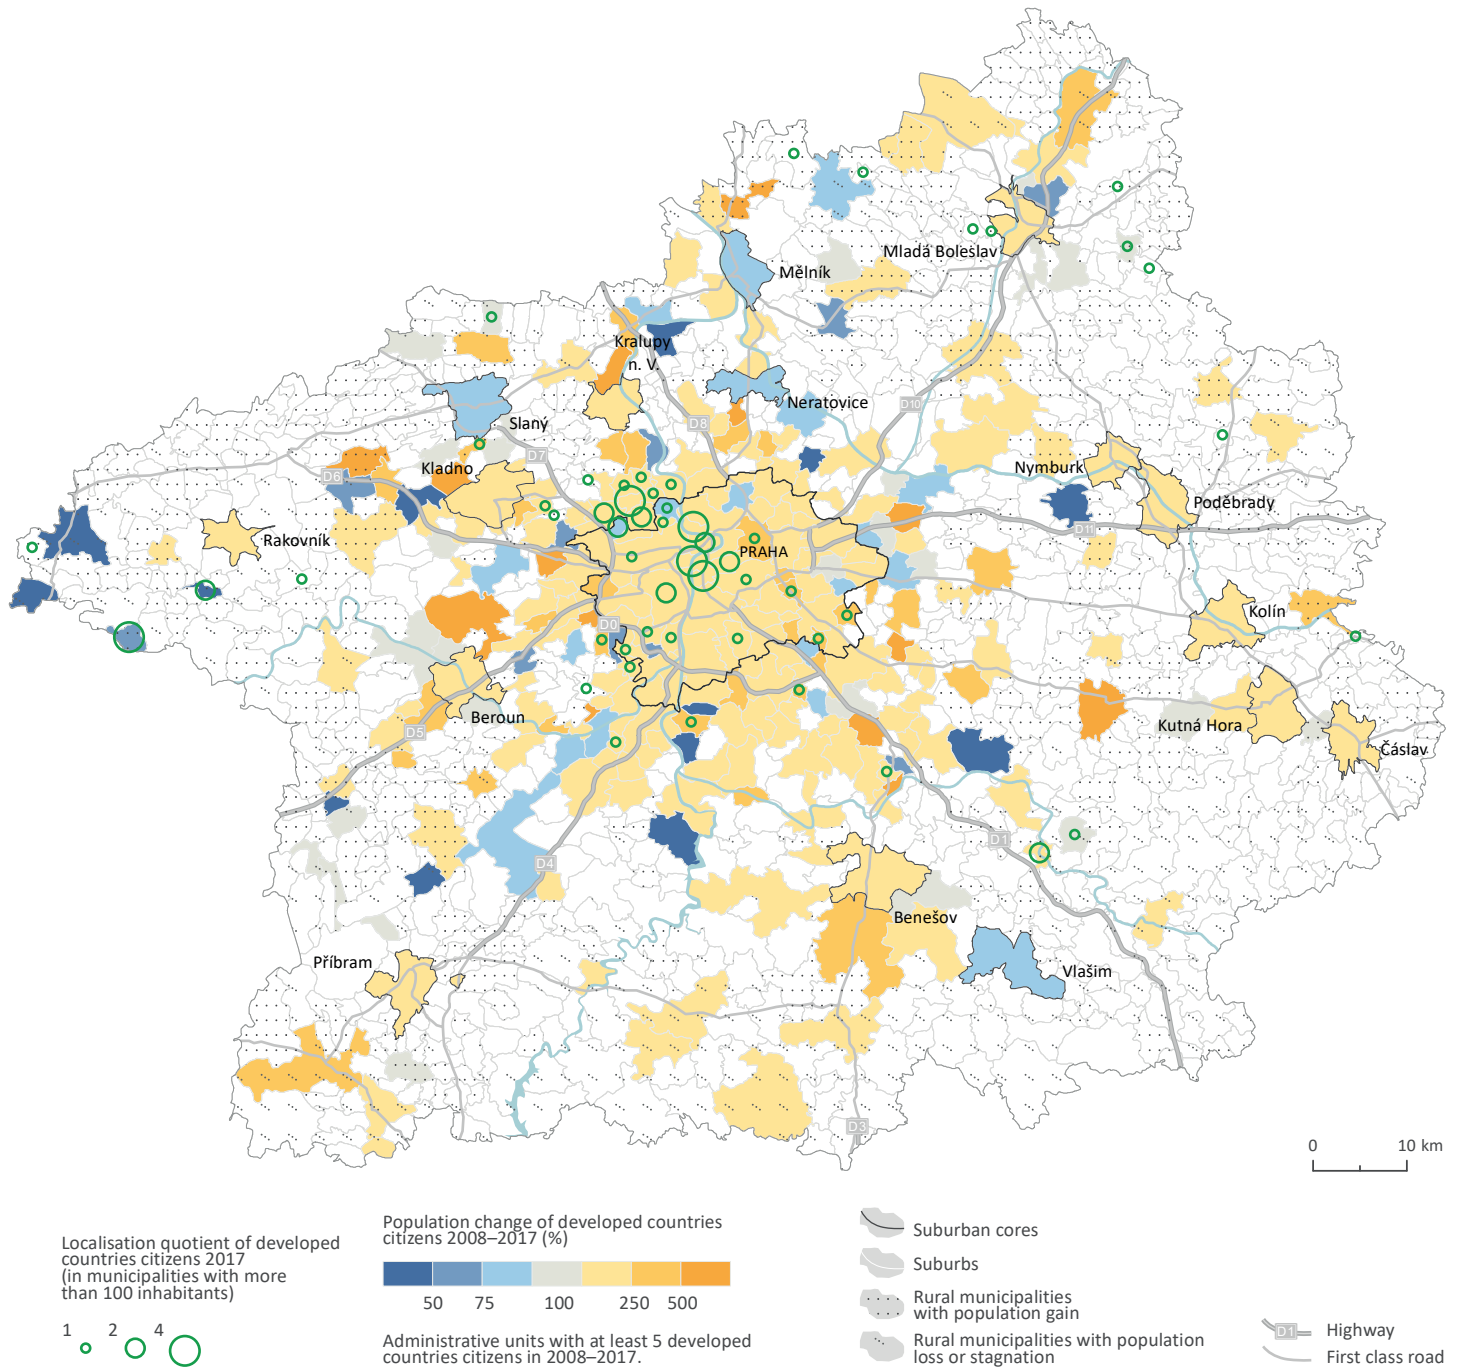 Mladá Boleslav
Mělník
Kralupy
n. V.
D8
D10
Neratovice
Slaný
D7
Kladno
D6
Nymburk
Poděbrady
D11
Rakovník
PRAHA
Kolín
D0
Beroun
Kutná Hora
Čáslav
D5
D4
D1
Benešov
Příbram
Vlašim
D3
0 10 km
Localisation quotient of developed
countries citizens 2017
(in municipalities with more
than 100 inhabitants)
1 2 4
Population change of developed countries
citizens 2008–2017 (%)
50 75 100 250 500
Administrative units with at least 5 developed
countries citizens in 2008–2017.
Suburban cores
Suburbs
Rural municipalities
with population gain
Rural municipalities with population
loss or stagnation
D1 Highway
First class road